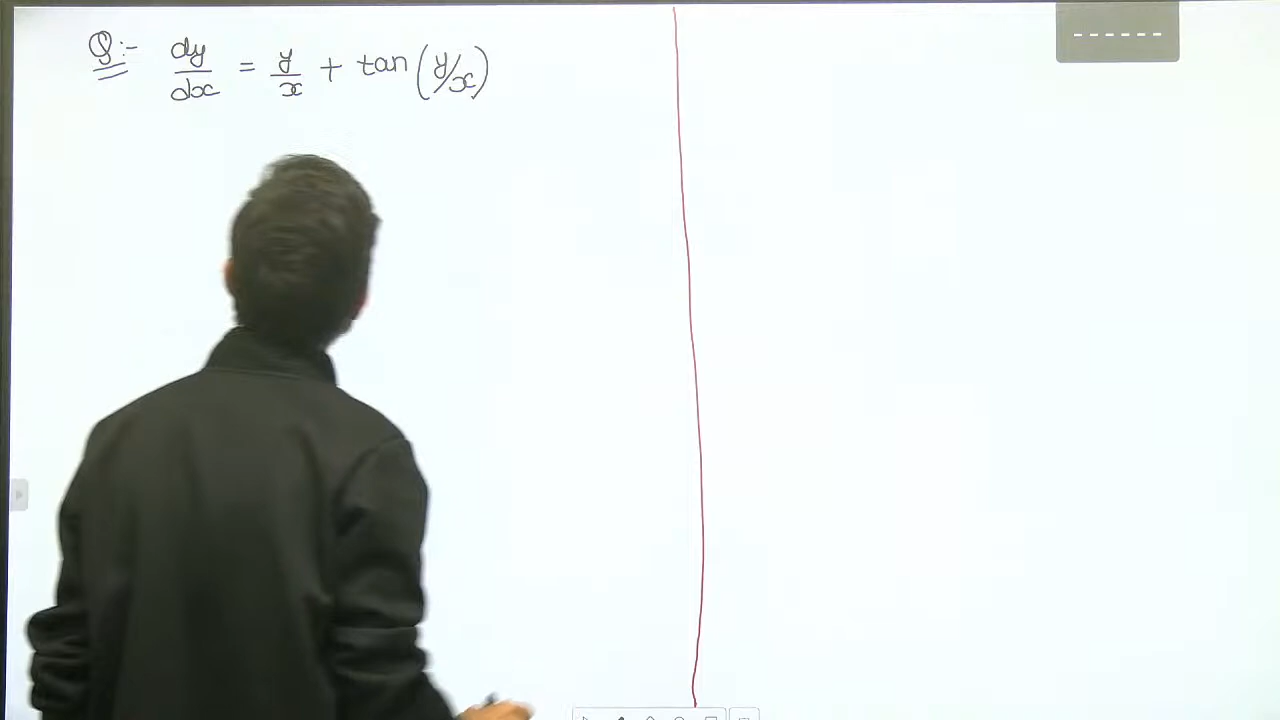 Q:- dy/dx = y/x + tan(y/x)